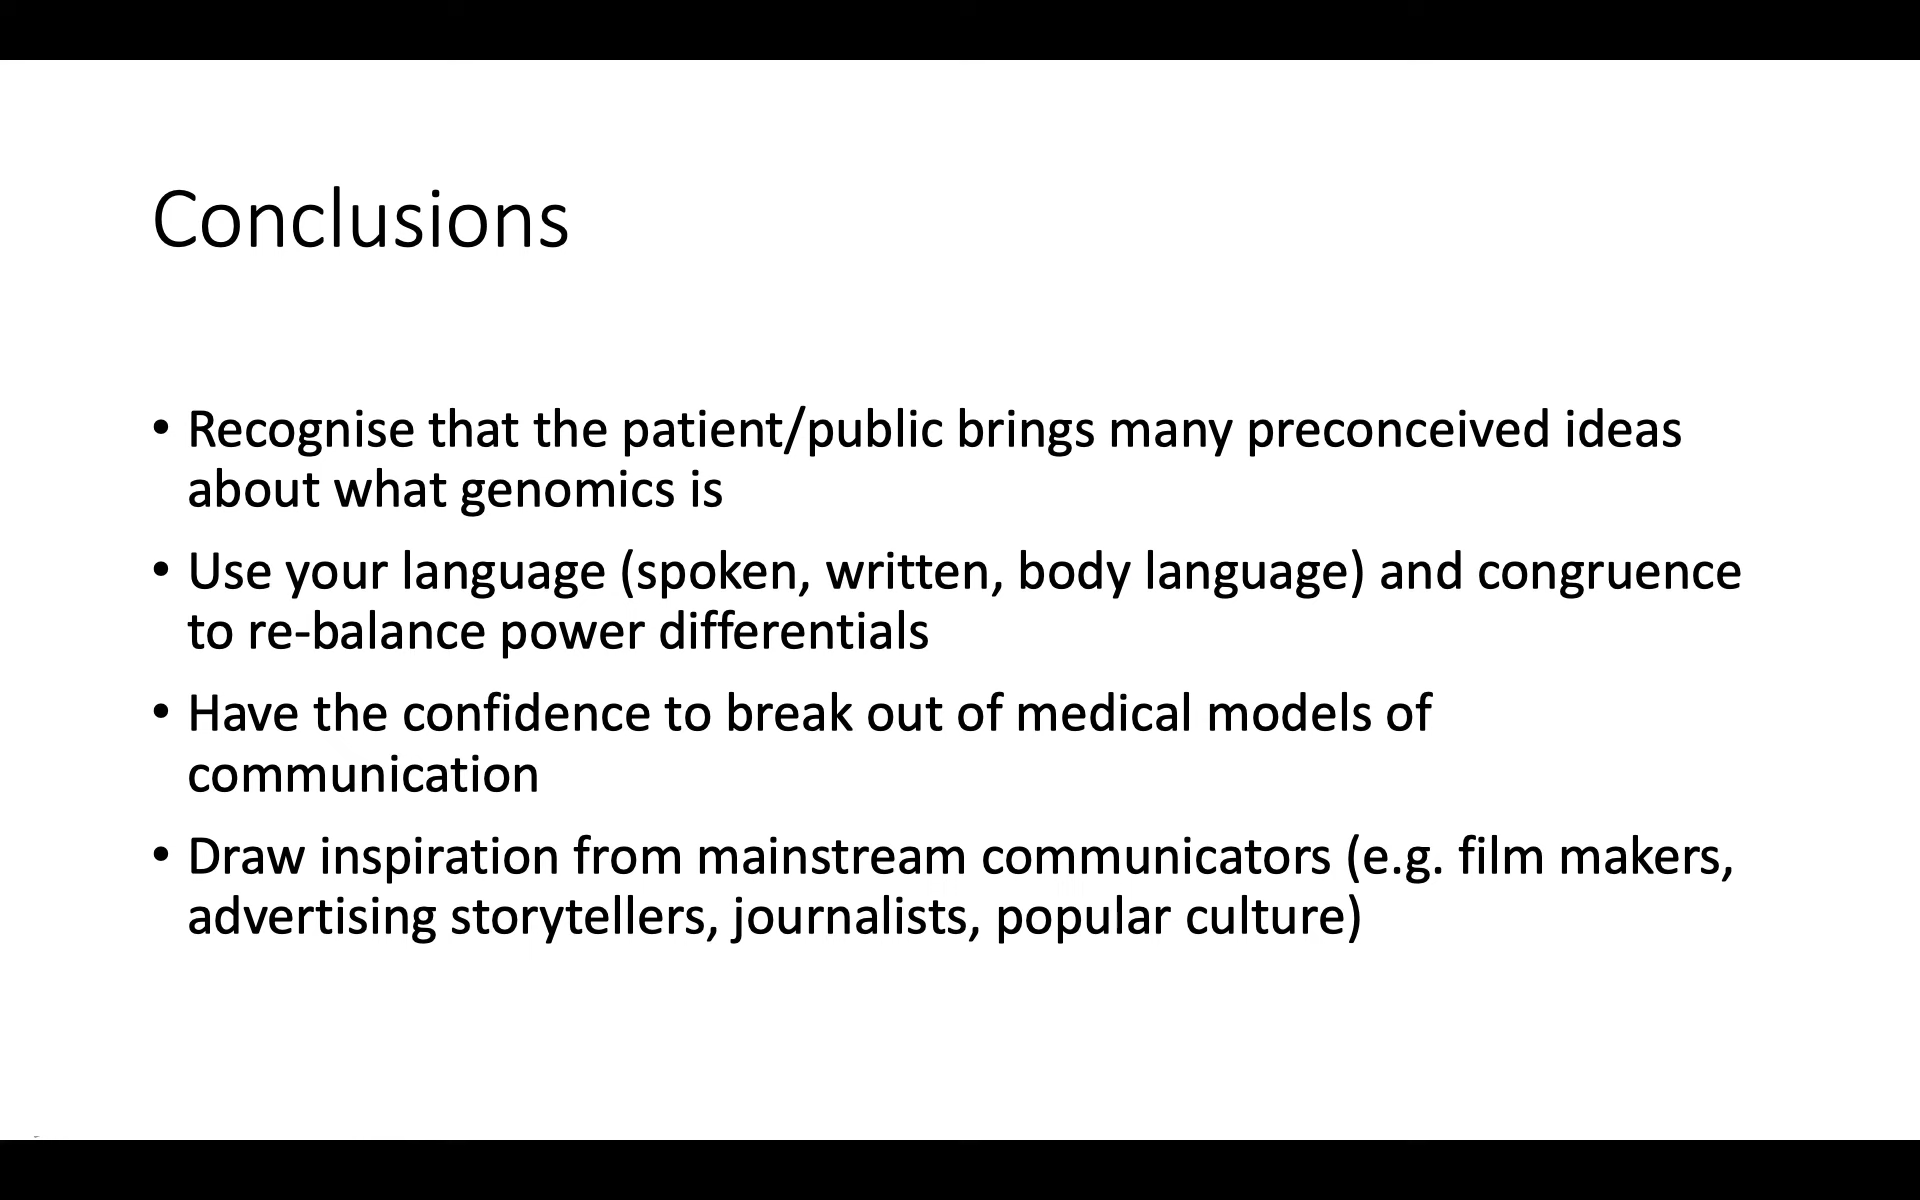 Conclusions
• Recognise that the patient/public brings many preconceived ideas
about what genomics is
• Use your language (spoken, written, body language) and congruence
to re-balance power differentials
• Have the confidence to break out of medical models of
communication
• Draw inspiration from mainstream communicators (e.g. film makers,
advertising storytellers, journalists, popular culture)